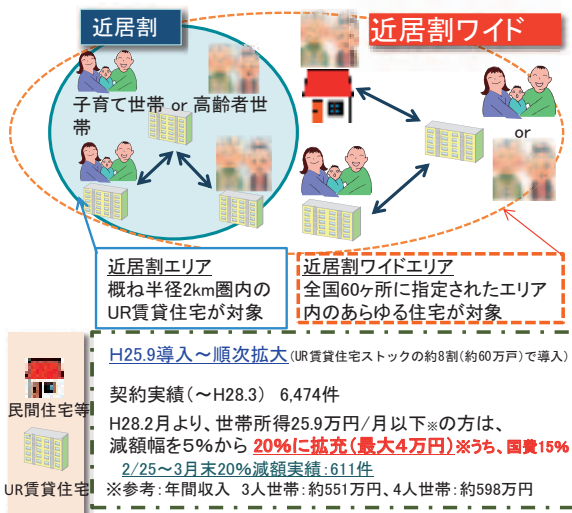 近居割
近居割ワイド
子育て世帯 or 高齢者世
帯
or
近居割エリア
概ね半径2km圏内の
UR賃貸住宅が対象
近居割ワイドエリア
全国60ヶ所に指定されたエリア
内のあらゆる住宅が対象
民間住宅等
UR賃貸住宅
H25.9導入～順次拡大(UR賃貸住宅ストックの約8割(約60万戸)で導入)
契約実績(～H28.3) 6,474件
H28.2月より、世帯所得25.9万円/月以下※の方は、
減額幅を5%から 20%に拡充(最大4万円)※うち、国費15%
2/25～3月末20%減額実績:611件
※参考:年間収入 3人世帯:約551万円、4人世帯:約598万円